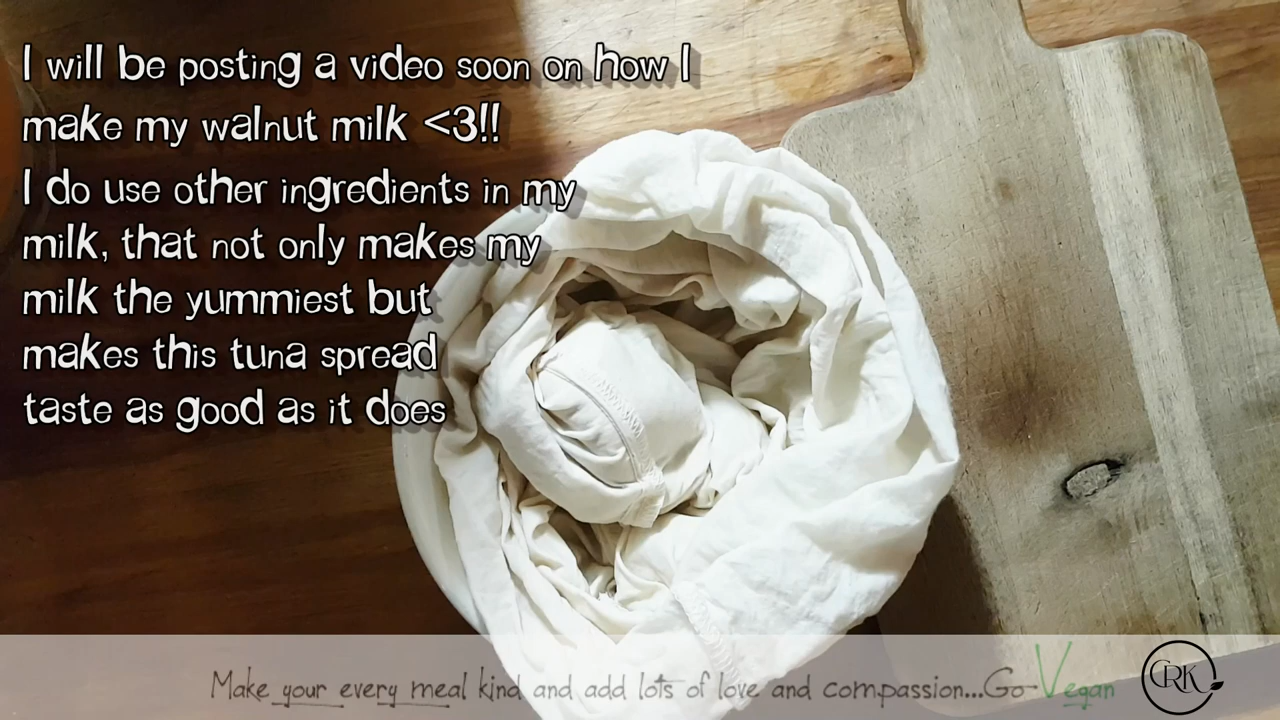 I will be posting a video soon on how I
make my walnut milk <3!!
I do use other ingredients in my
milk, that not only makes my
milk the yummiest but
makes this tuna spread
taste as good as it does
Make your every meal kind and add lots of love and compassion...Go Vegan
CRK